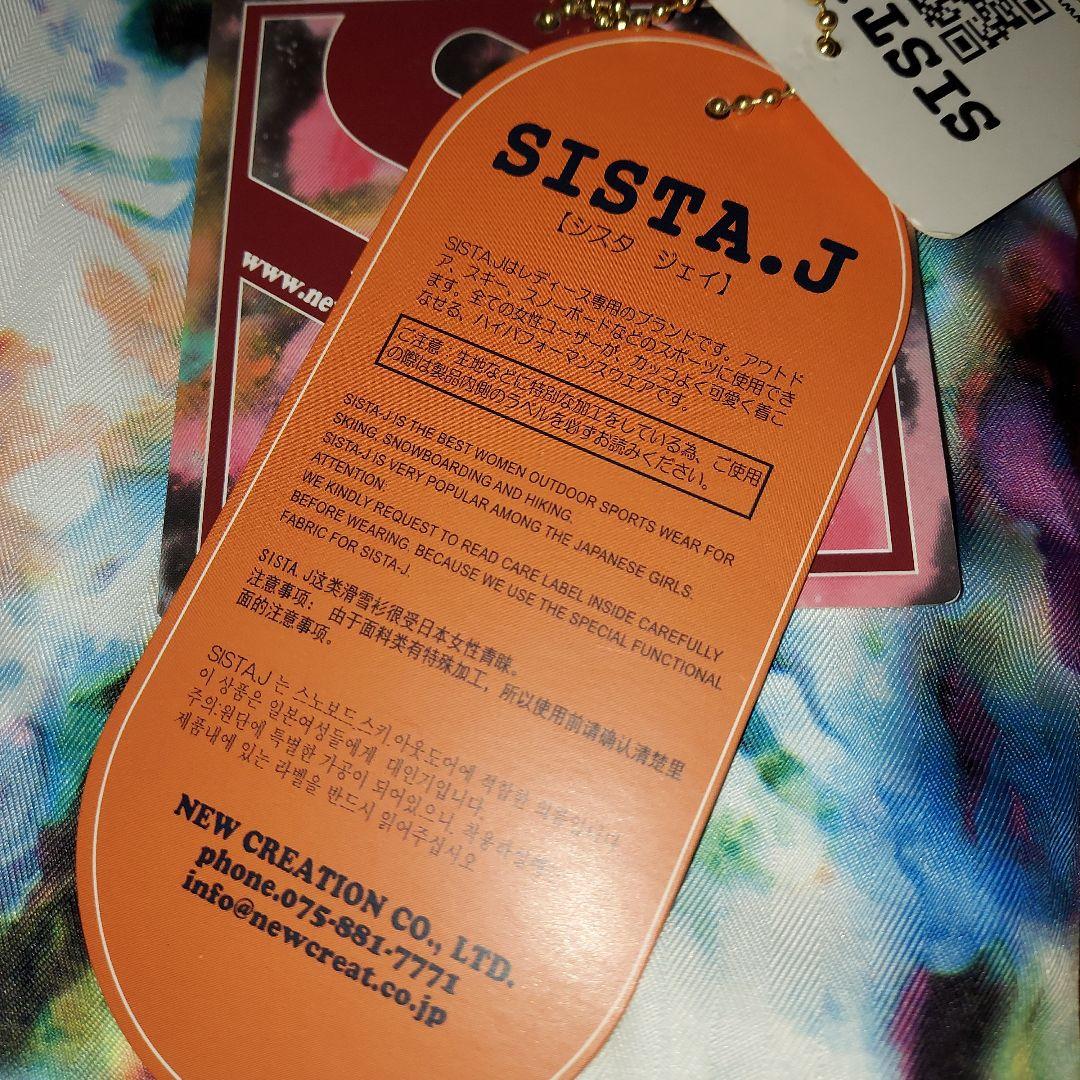 SISTA.J
【シスタ ジェイ】
SISTA.Jはレディース専用のブランドです。アウトド
ア、スキー、スノーボードなどのスポーツに使用でき
ます。全ての女性ユーザーが、カッコよく可愛く着こ
なせる、ハイパフォーマンスウエアです。
ご注意：生地などに特別な加工をしている為、ご使用
の際は製品内側のラベルを必ずお読みください。
SISTA.J IS THE BEST WOMEN OUTDOOR SPORTS WEAR FOR
SKIING, SNOWBOARDING AND HIKING.
SISTA-J IS VERY POPULAR AMONG THE JAPANESE GIRLS.
ATTENTION:
WE KINDLY REQUEST TO READ CARE LABEL INSIDE CAREFULLY
BEFORE WEARING, BECAUSE WE USE THE SPECIAL FUNCTIONAL
FABRIC FOR SISTA-J.
SISTA J这类滑雪衫很受日本女性青睐。
注意事项：由于面料类有特殊加工，所以使用前请确认清楚里
面的注意事项。
SISTA.J 는 스노보드.스키.아웃도어에 적합한 의류입니다
이 상품은 일본여성들에게 대인기입니다.
주의:원단에 특별한 가공이 되어있으니, 착용하실때는
제품내에 있는 라벨을 반드시 읽어주십시오
NEW CREATION CO., LTD.
phone.075-881-7771
info@newcreat.co.jp
www.ne
SIST